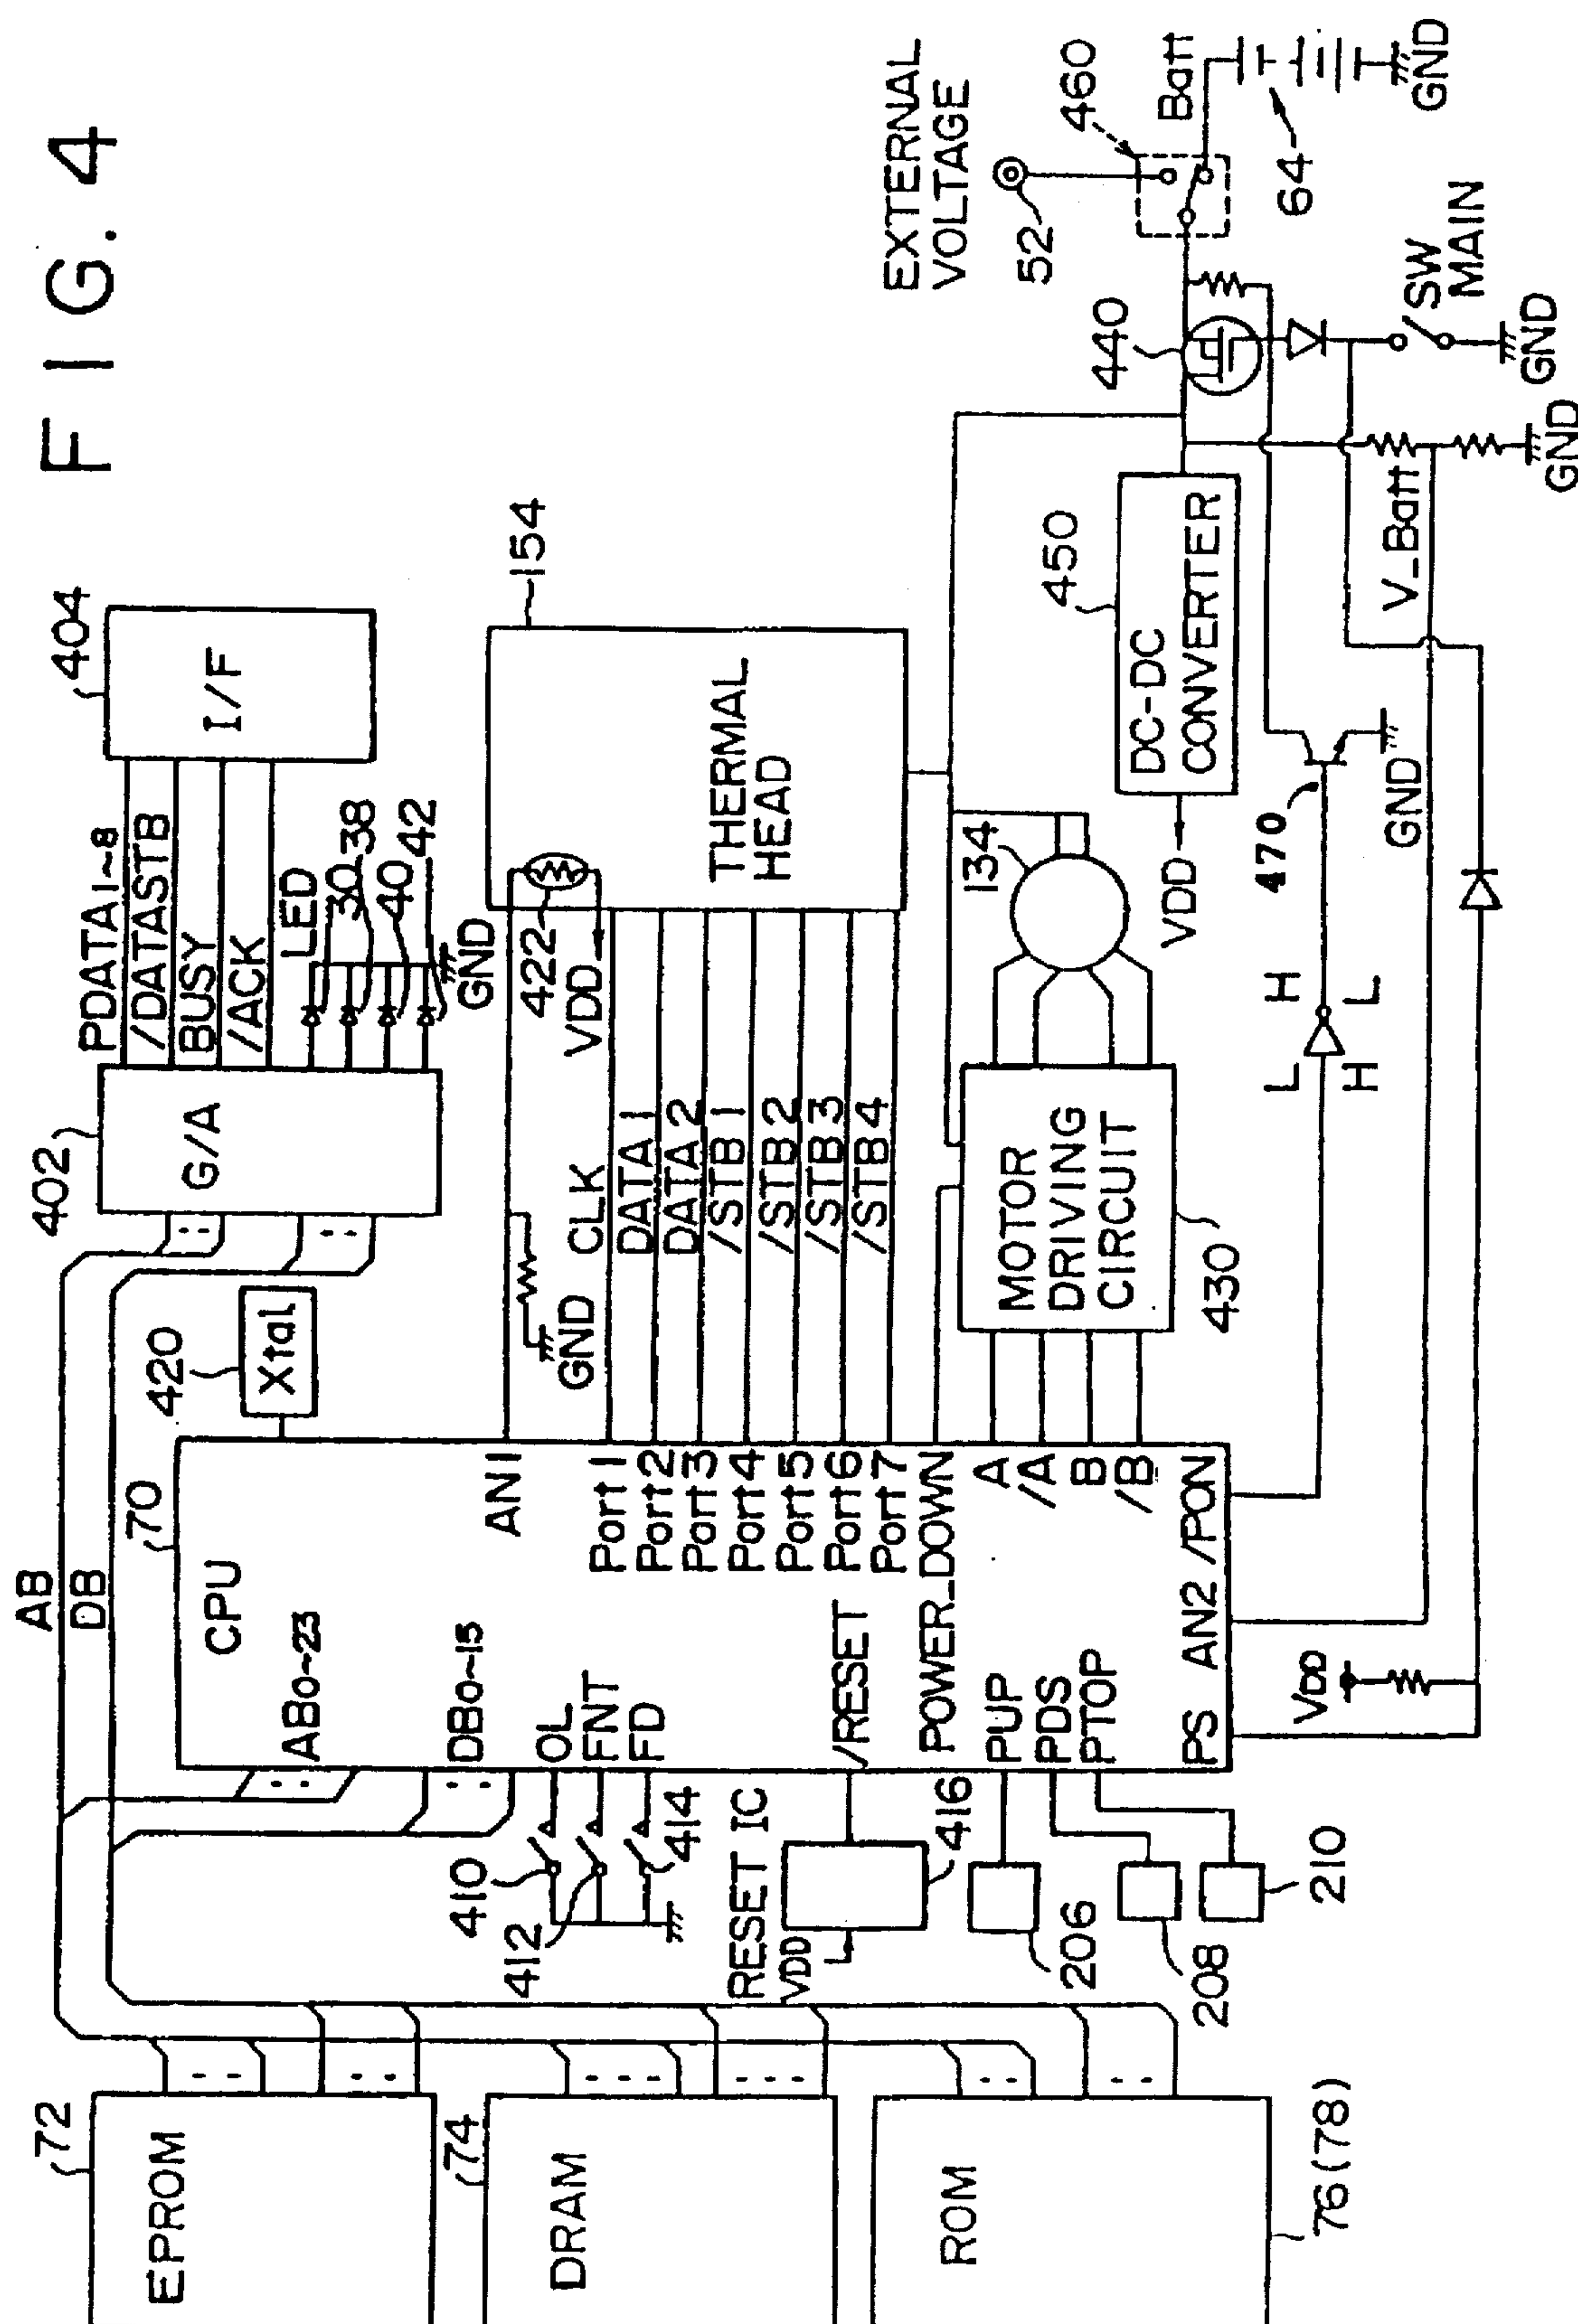 FIG. 4
AB
DB
72
EPROM
74
DRAM
76(78)
ROM
70
CPU
AB0~23
DB0~15
OL
FNT
FD
410
412
414
RESET IC
VDD
416
/RESET
POWER_DOWN
PUP
PDS
PTOP
206
208
210
PS
AN2
/PON
VDD
420
Xtal
AN1
Port1
Port2
Port3
Port4
Port5
Port6
Port7
A
/A
B
/B
402
G/A
PDATA1~8
/DATASTB
BUSY
/ACK
404
I/F
LED
30
38
40
42
GND
422
VDD
GND
CLK
DATA1
DATA2
/STB1
/STB2
/STB3
/STB4
154
THERMAL
HEAD
MOTOR
DRIVING
CIRCUIT
430
134
450
DC-DC
CONVERTER
VDD
L
H
H
L
470
GND
V_Batt
440
EXTERNAL
VOLTAGE
52
460
Batt
64
GND
SW
MAIN
GND
GND